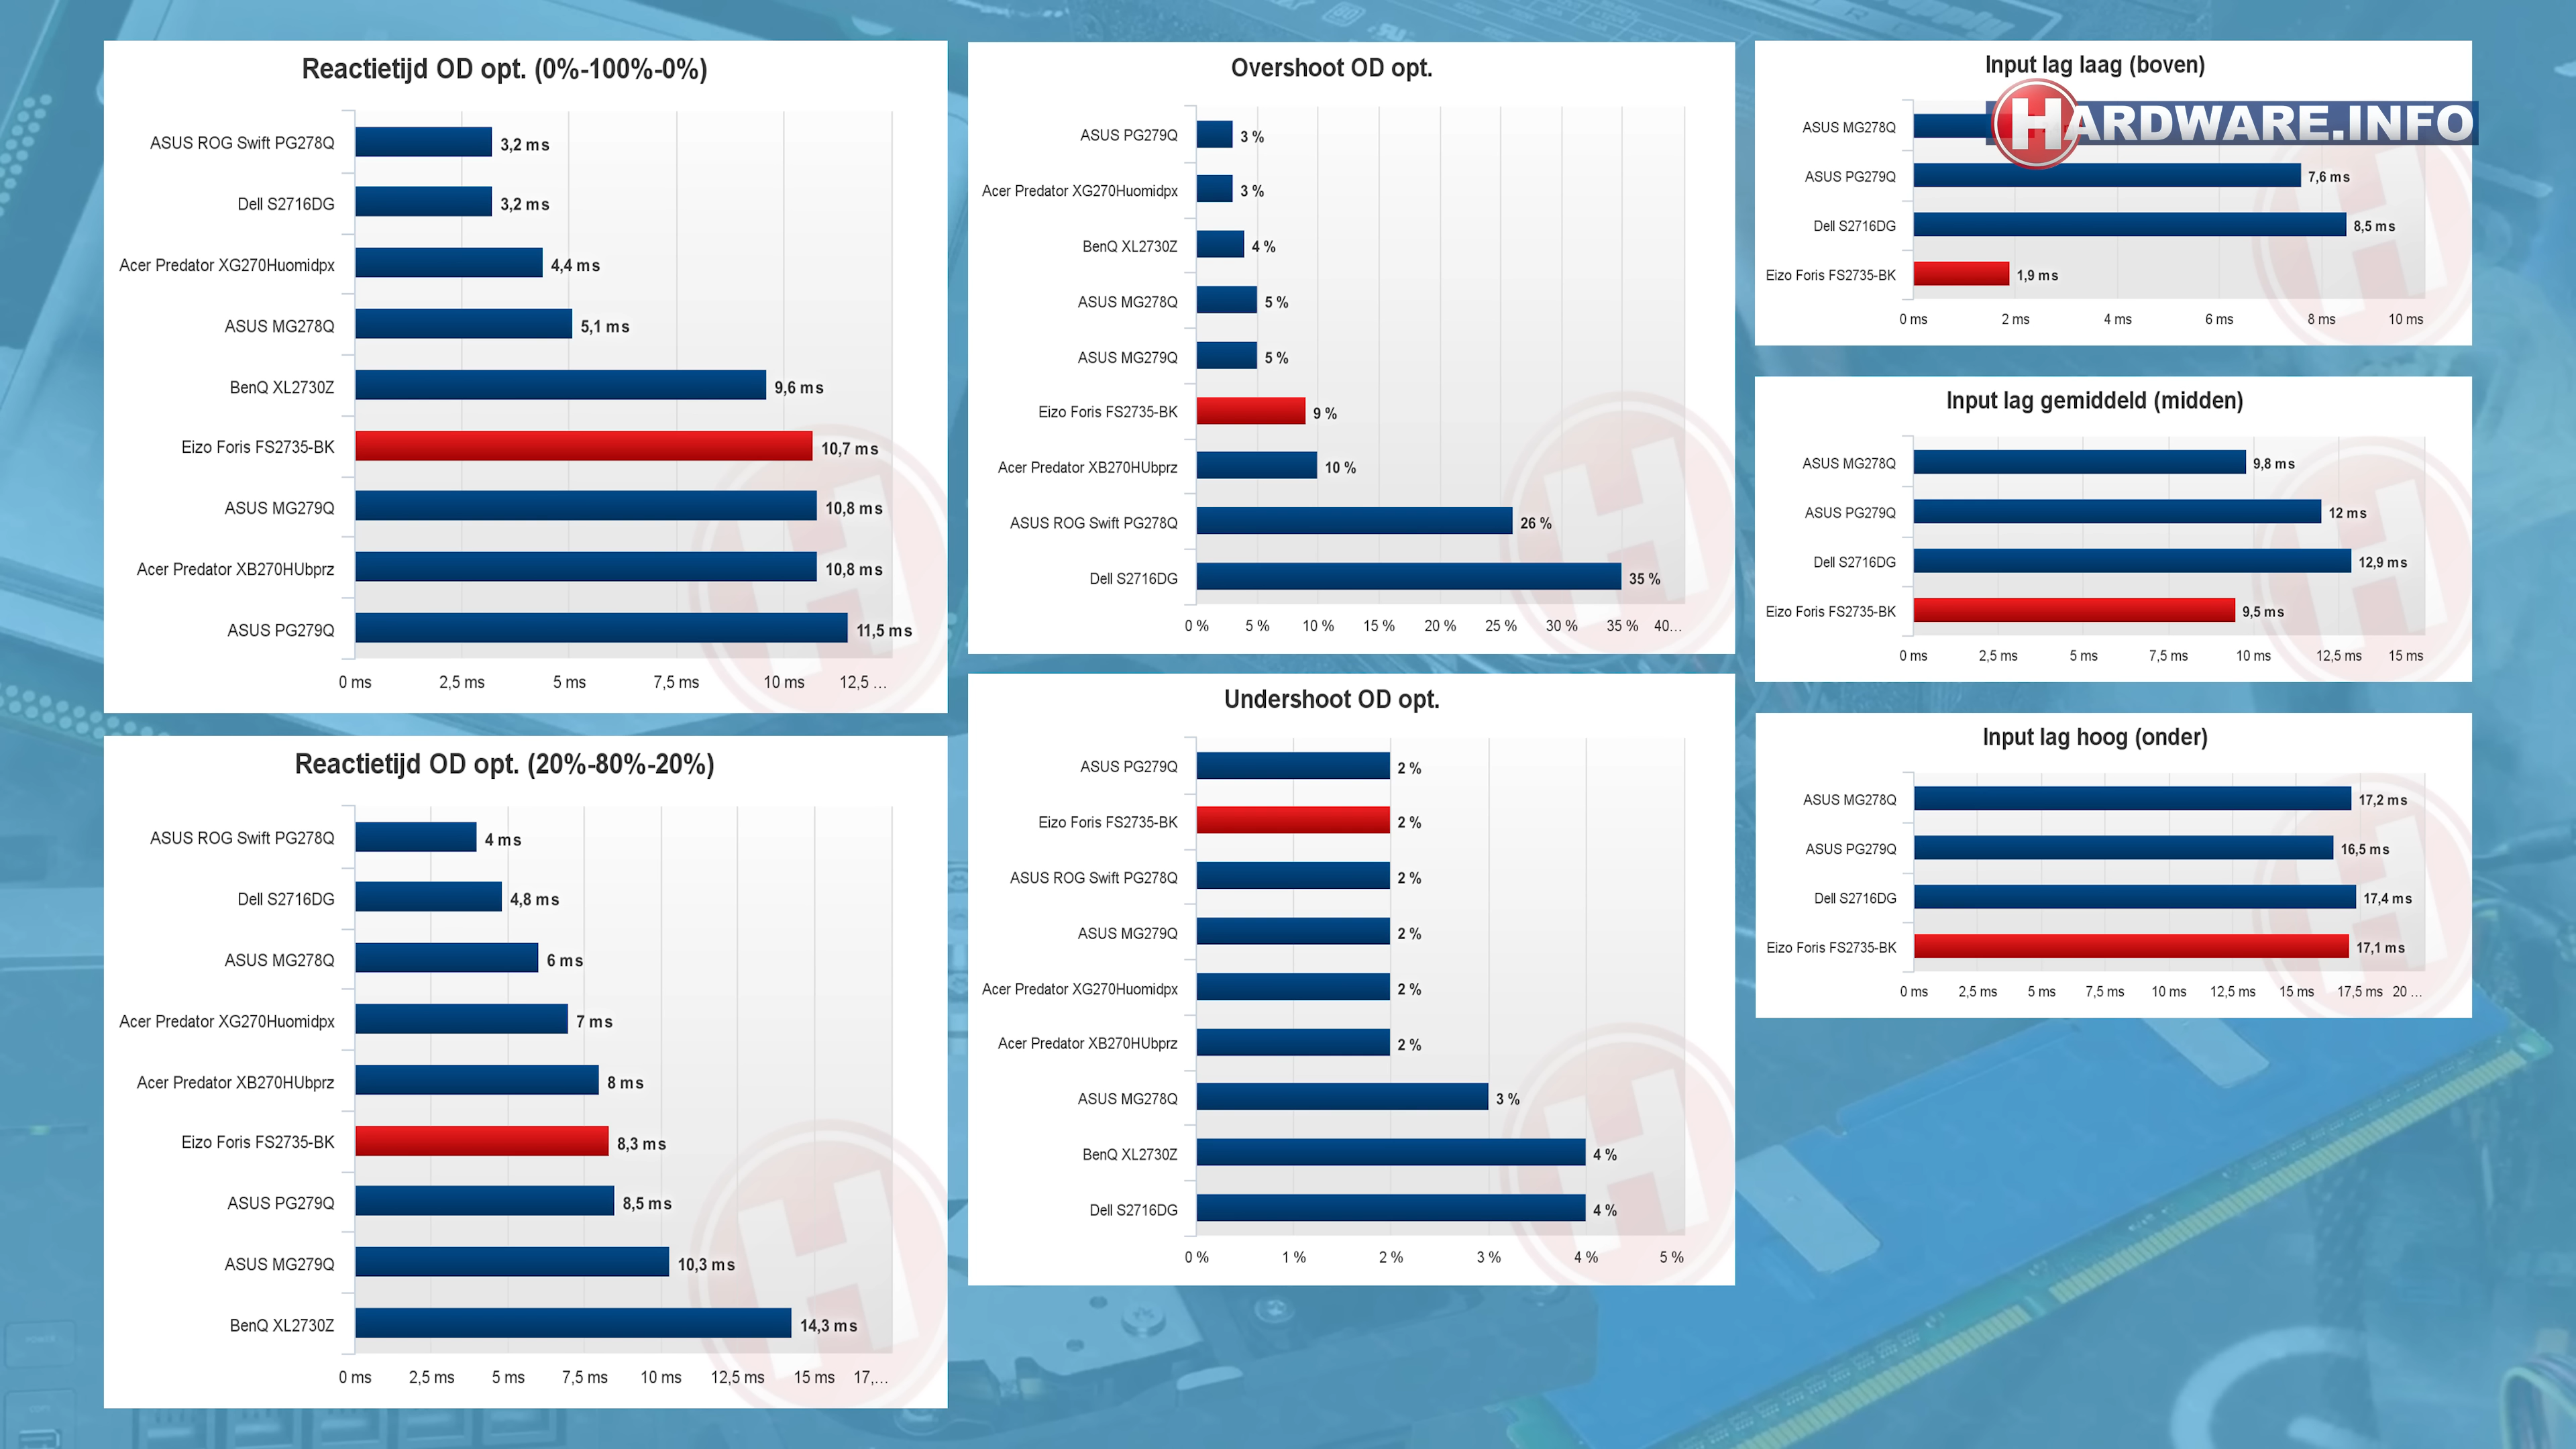 Reactietijd OD opt. (0%-100%-0%)
ASUS ROG Swift PG278Q 3,2 ms
Dell S2716DG 3,2 ms
Acer Predator XG270Huomidpx 4,4 ms
ASUS MG278Q 5,1 ms
BenQ XL2730Z 9,6 ms
Eizo Foris FS2735-BK 10,7 ms
ASUS MG279Q 10,8 ms
Acer Predator XB270HUbprz 10,8 ms
ASUS PG279Q 11,5 ms
0 ms 2,5 ms 5 ms 7,5 ms 10 ms 12,5 ...
Reactietijd OD opt. (20%-80%-20%)
ASUS ROG Swift PG278Q 4 ms
Dell S2716DG 4,8 ms
ASUS MG278Q 6 ms
Acer Predator XG270Huomidpx 7 ms
Acer Predator XB270HUbprz 8 ms
Eizo Foris FS2735-BK 8,3 ms
ASUS PG279Q 8,5 ms
ASUS MG279Q 10,3 ms
BenQ XL2730Z 14,3 ms
0 ms 2,5 ms 5 ms 7,5 ms 10 ms 12,5 ms 15 ms 17,...
Overshoot OD opt.
ASUS PG279Q 3 %
Acer Predator XG270Huomidpx 3 %
BenQ XL2730Z 4 %
ASUS MG278Q 5 %
ASUS MG279Q 5 %
Eizo Foris FS2735-BK 9 %
Acer Predator XB270HUbprz 10 %
ASUS ROG Swift PG278Q 26 %
Dell S2716DG 35 %
0 % 5 % 10 % 15 % 20 % 25 % 30 % 35 % 40...
Undershoot OD opt.
ASUS PG279Q 2 %
Eizo Foris FS2735-BK 2 %
ASUS ROG Swift PG278Q 2 %
ASUS MG279Q 2 %
Acer Predator XG270Huomidpx 2 %
Acer Predator XB270HUbprz 2 %
ASUS MG278Q 3 %
BenQ XL2730Z 4 %
Dell S2716DG 4 %
0 % 1 % 2 % 3 % 4 % 5 %
Input lag laag (boven)
HARDWARE.INFO
ASUS MG278Q
ASUS PG279Q 7,6 ms
Dell S2716DG 8,5 ms
Eizo Foris FS2735-BK 1,9 ms
0 ms 2 ms 4 ms 6 ms 8 ms 10 ms
Input lag gemiddeld (midden)
ASUS MG278Q 9,8 ms
ASUS PG279Q 12 ms
Dell S2716DG 12,9 ms
Eizo Foris FS2735-BK 9,5 ms
0 ms 2,5 ms 5 ms 7,5 ms 10 ms 12,5 ms 15 ms
Input lag hoog (onder)
ASUS MG278Q 17,2 ms
ASUS PG279Q 16,5 ms
Dell S2716DG 17,4 ms
Eizo Foris FS2735-BK 17,1 ms
0 ms 2,5 ms 5 ms 7,5 ms 10 ms 12,5 ms 15 ms 17,5 ms 20 ...